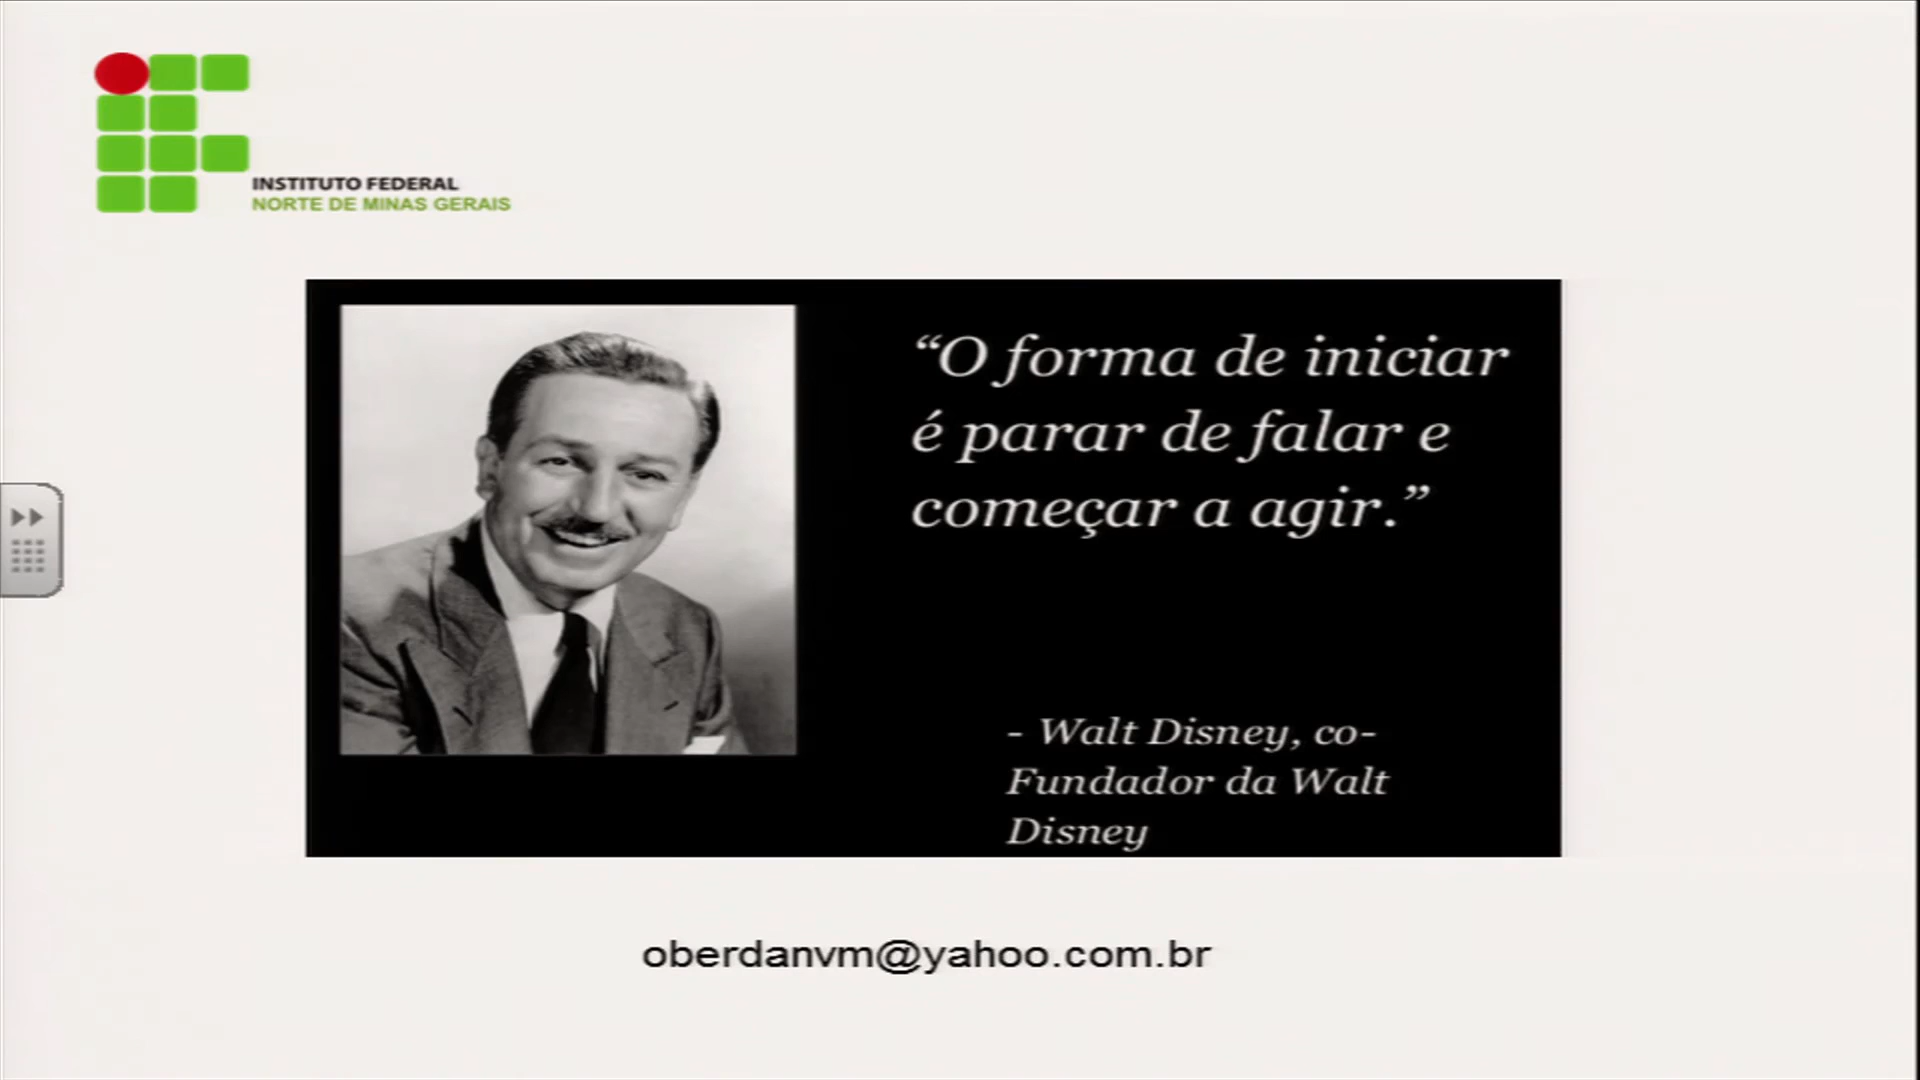 INSTITUTO FEDERAL
NORTE DE MINAS GERAIS
“O forma de iniciar
é parar de falar e
começar a agir.”
- Walt Disney, co-
Fundador da Walt
Disney
oberdanvm@yahoo.com.br